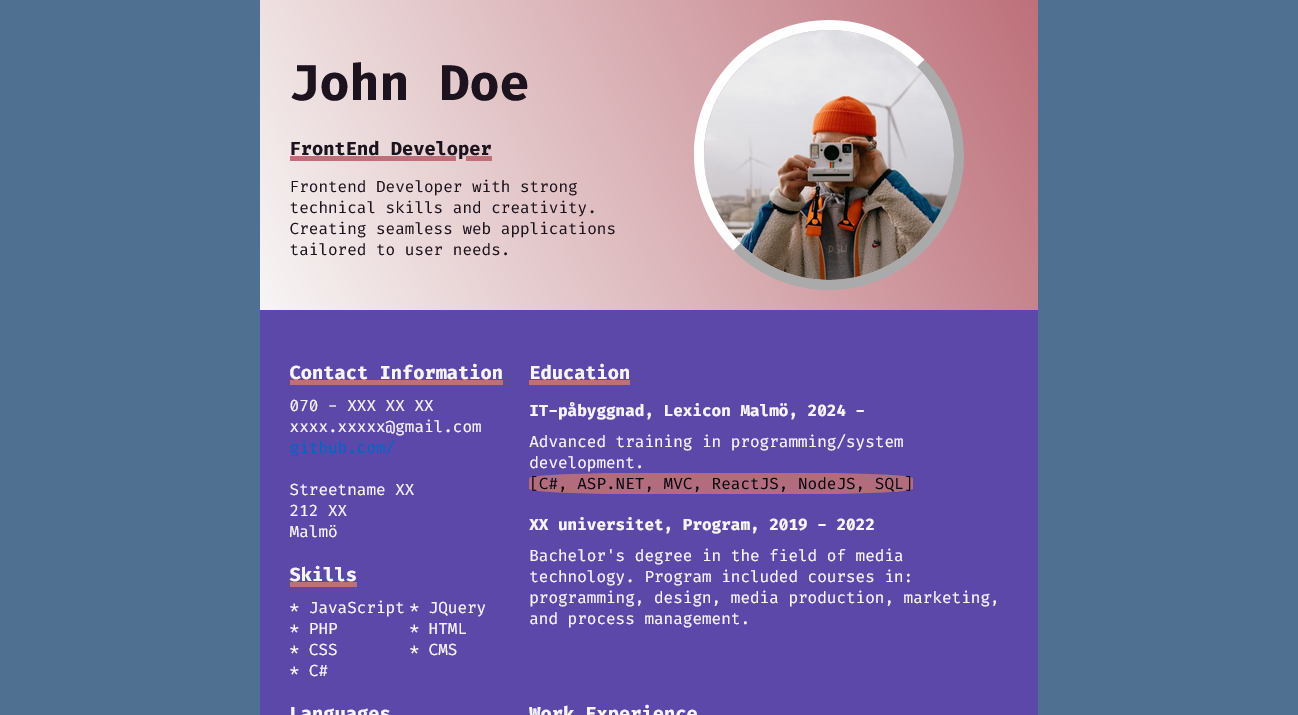 John Doe
FrontEnd Developer
Frontend Developer with strong
technical skills and creativity.
Creating seamless web applications
tailored to user needs.
Contact Information
070 - XXX XX XX
xxxx.xxxxx@gmail.com
github.com/
Streetname XX
212 XX
Malmö
Skills
* JavaScript * JQuery
* PHP * HTML
* CSS * CMS
* C#
Languages
Education
IT-påbyggnad, Lexicon Malmö, 2024 -
Advanced training in programming/system
development.
[C#, ASP.NET, MVC, ReactJS, NodeJS, SQL]
XX universitet, Program, 2019 - 2022
Bachelor's degree in the field of media
technology. Program included courses in:
programming, design, media production, marketing,
and process management.
Work Experience